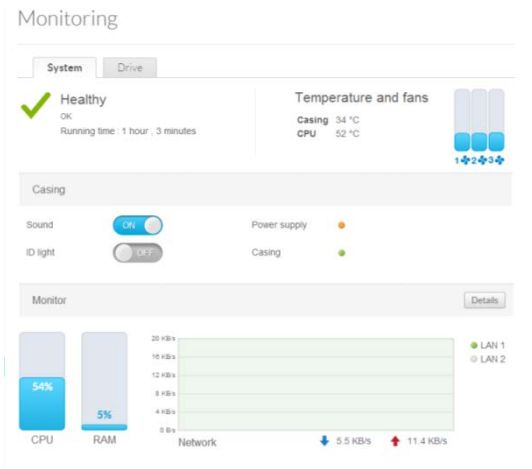 Monitoring
System Drive
Healthy
OK
Running time : 1 hour , 3 minutes
Temperature and fans
Casing 34 °C
CPU 52 °C
1 2 3
Casing
Sound ON Power supply
ID light OFF Casing
Monitor Details
54%
CPU
5%
RAM
20 KB/s
16 KB/s
12 KB/s
8 KB/s
4 KB/s
0 B/s
Network 5.5 KB/s 11.4 KB/s
LAN 1
LAN 2